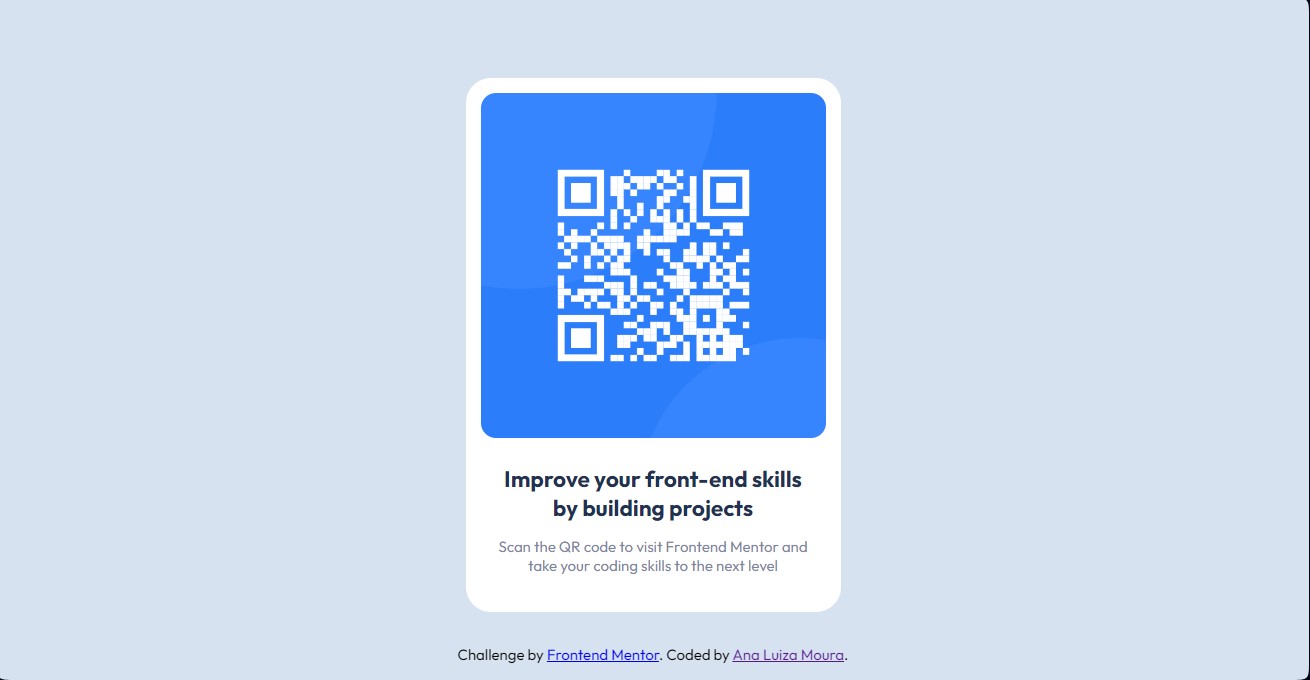 Improve your front-end skills
by building projects
Scan the QR code to visit Frontend Mentor and
take your coding skills to the next level
Challenge by Frontend Mentor. Coded by Ana Luiza Moura.